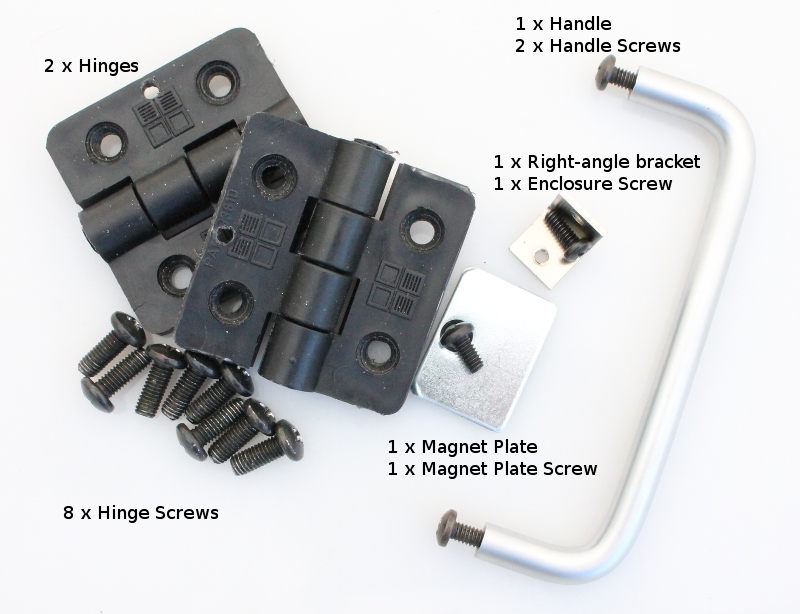 1 x Handle
2 x Handle Screws
2 x Hinges
1 x Right-angle bracket
1 x Enclosure Screw
1 x Magnet Plate
1 x Magnet Plate Screw
8 x Hinge Screws